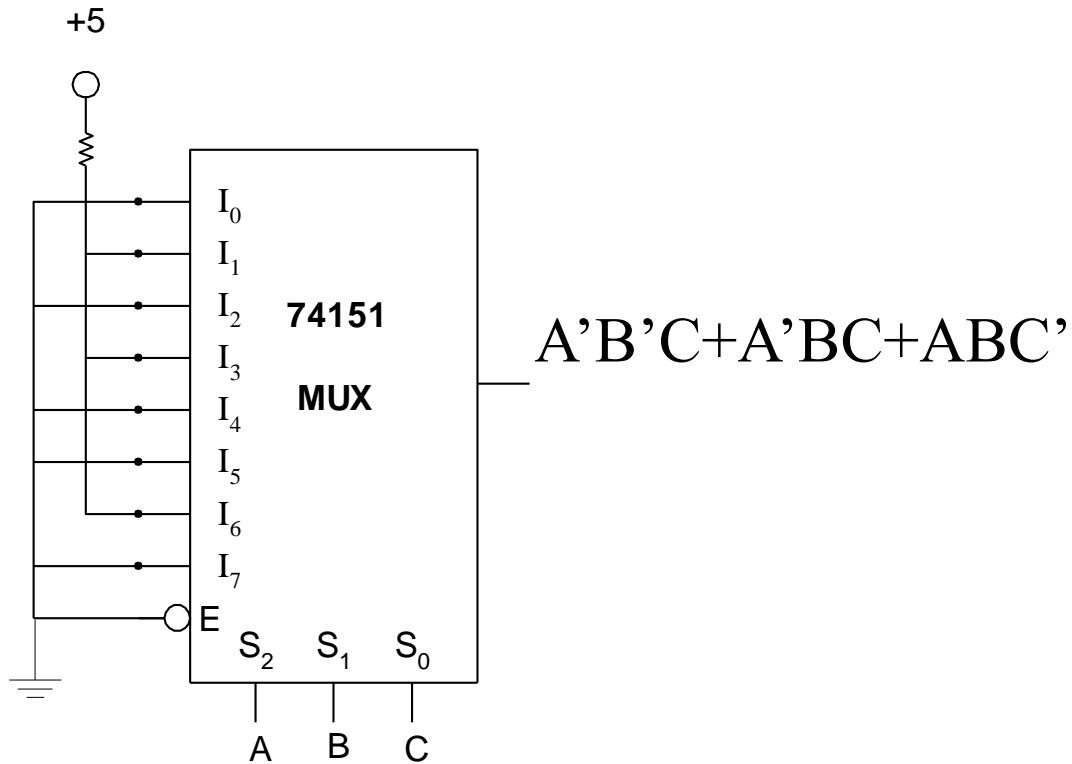 +5
I₀
I₁
I₂
I₃
I₄
I₅
I₆
I₇
74151
MUX
A’B’C+A’BC+ABC’
E
S₂ S₁ S₀
A B C